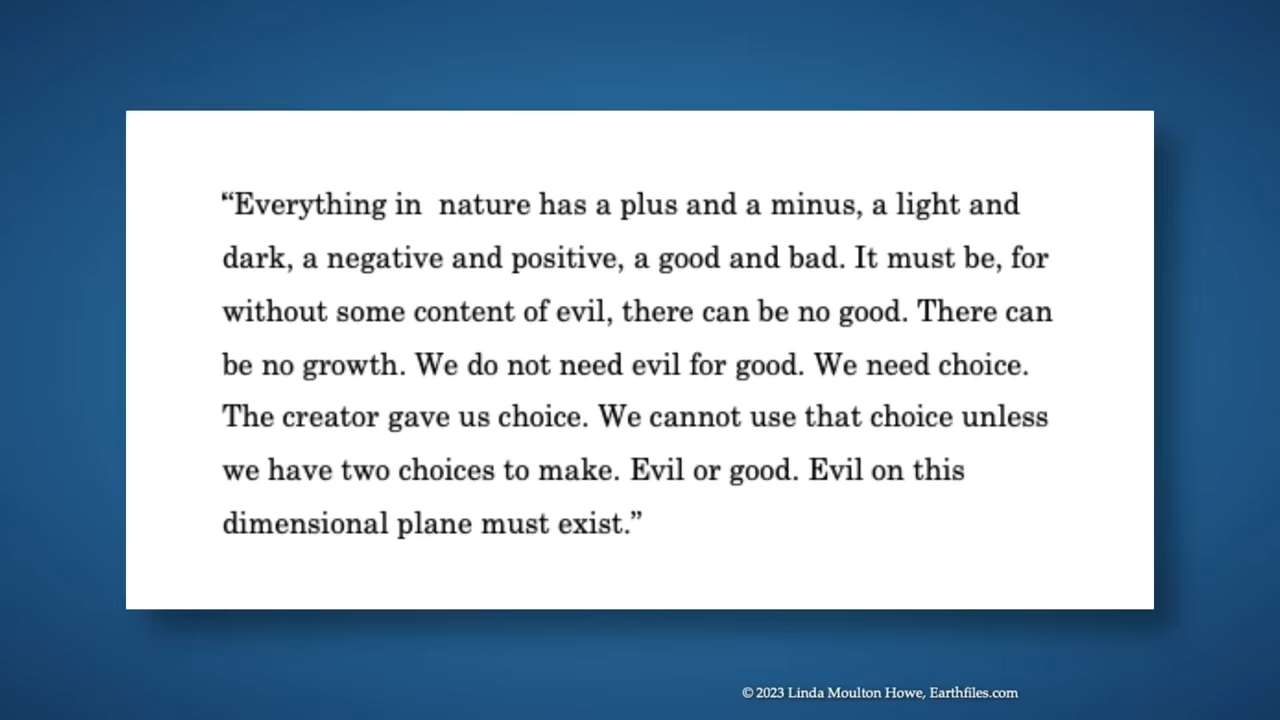 “Everything in  nature has a plus and a minus, a light and
dark, a negative and positive, a good and bad. It must be, for
without some content of evil, there can be no good. There can
be no growth. We do not need evil for good. We need choice.
The creator gave us choice. We cannot use that choice unless
we have two choices to make. Evil or good. Evil on this
dimensional plane must exist.”
© 2023 Linda Moulton Howe, Earthfiles.com